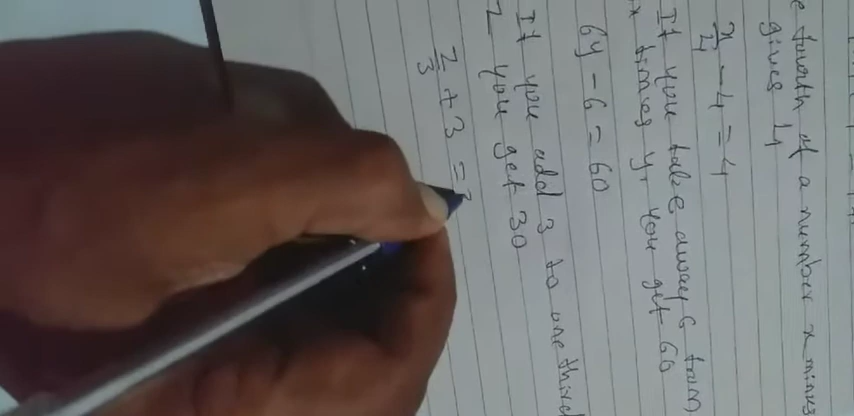 fourth of a number x minus
gives 4
x/4 - 4 = 4
If you take away 6 from
times y, you get 60
6y - 6 = 60
If you add 3 to one third
z you get 30
z/3 + 3 =